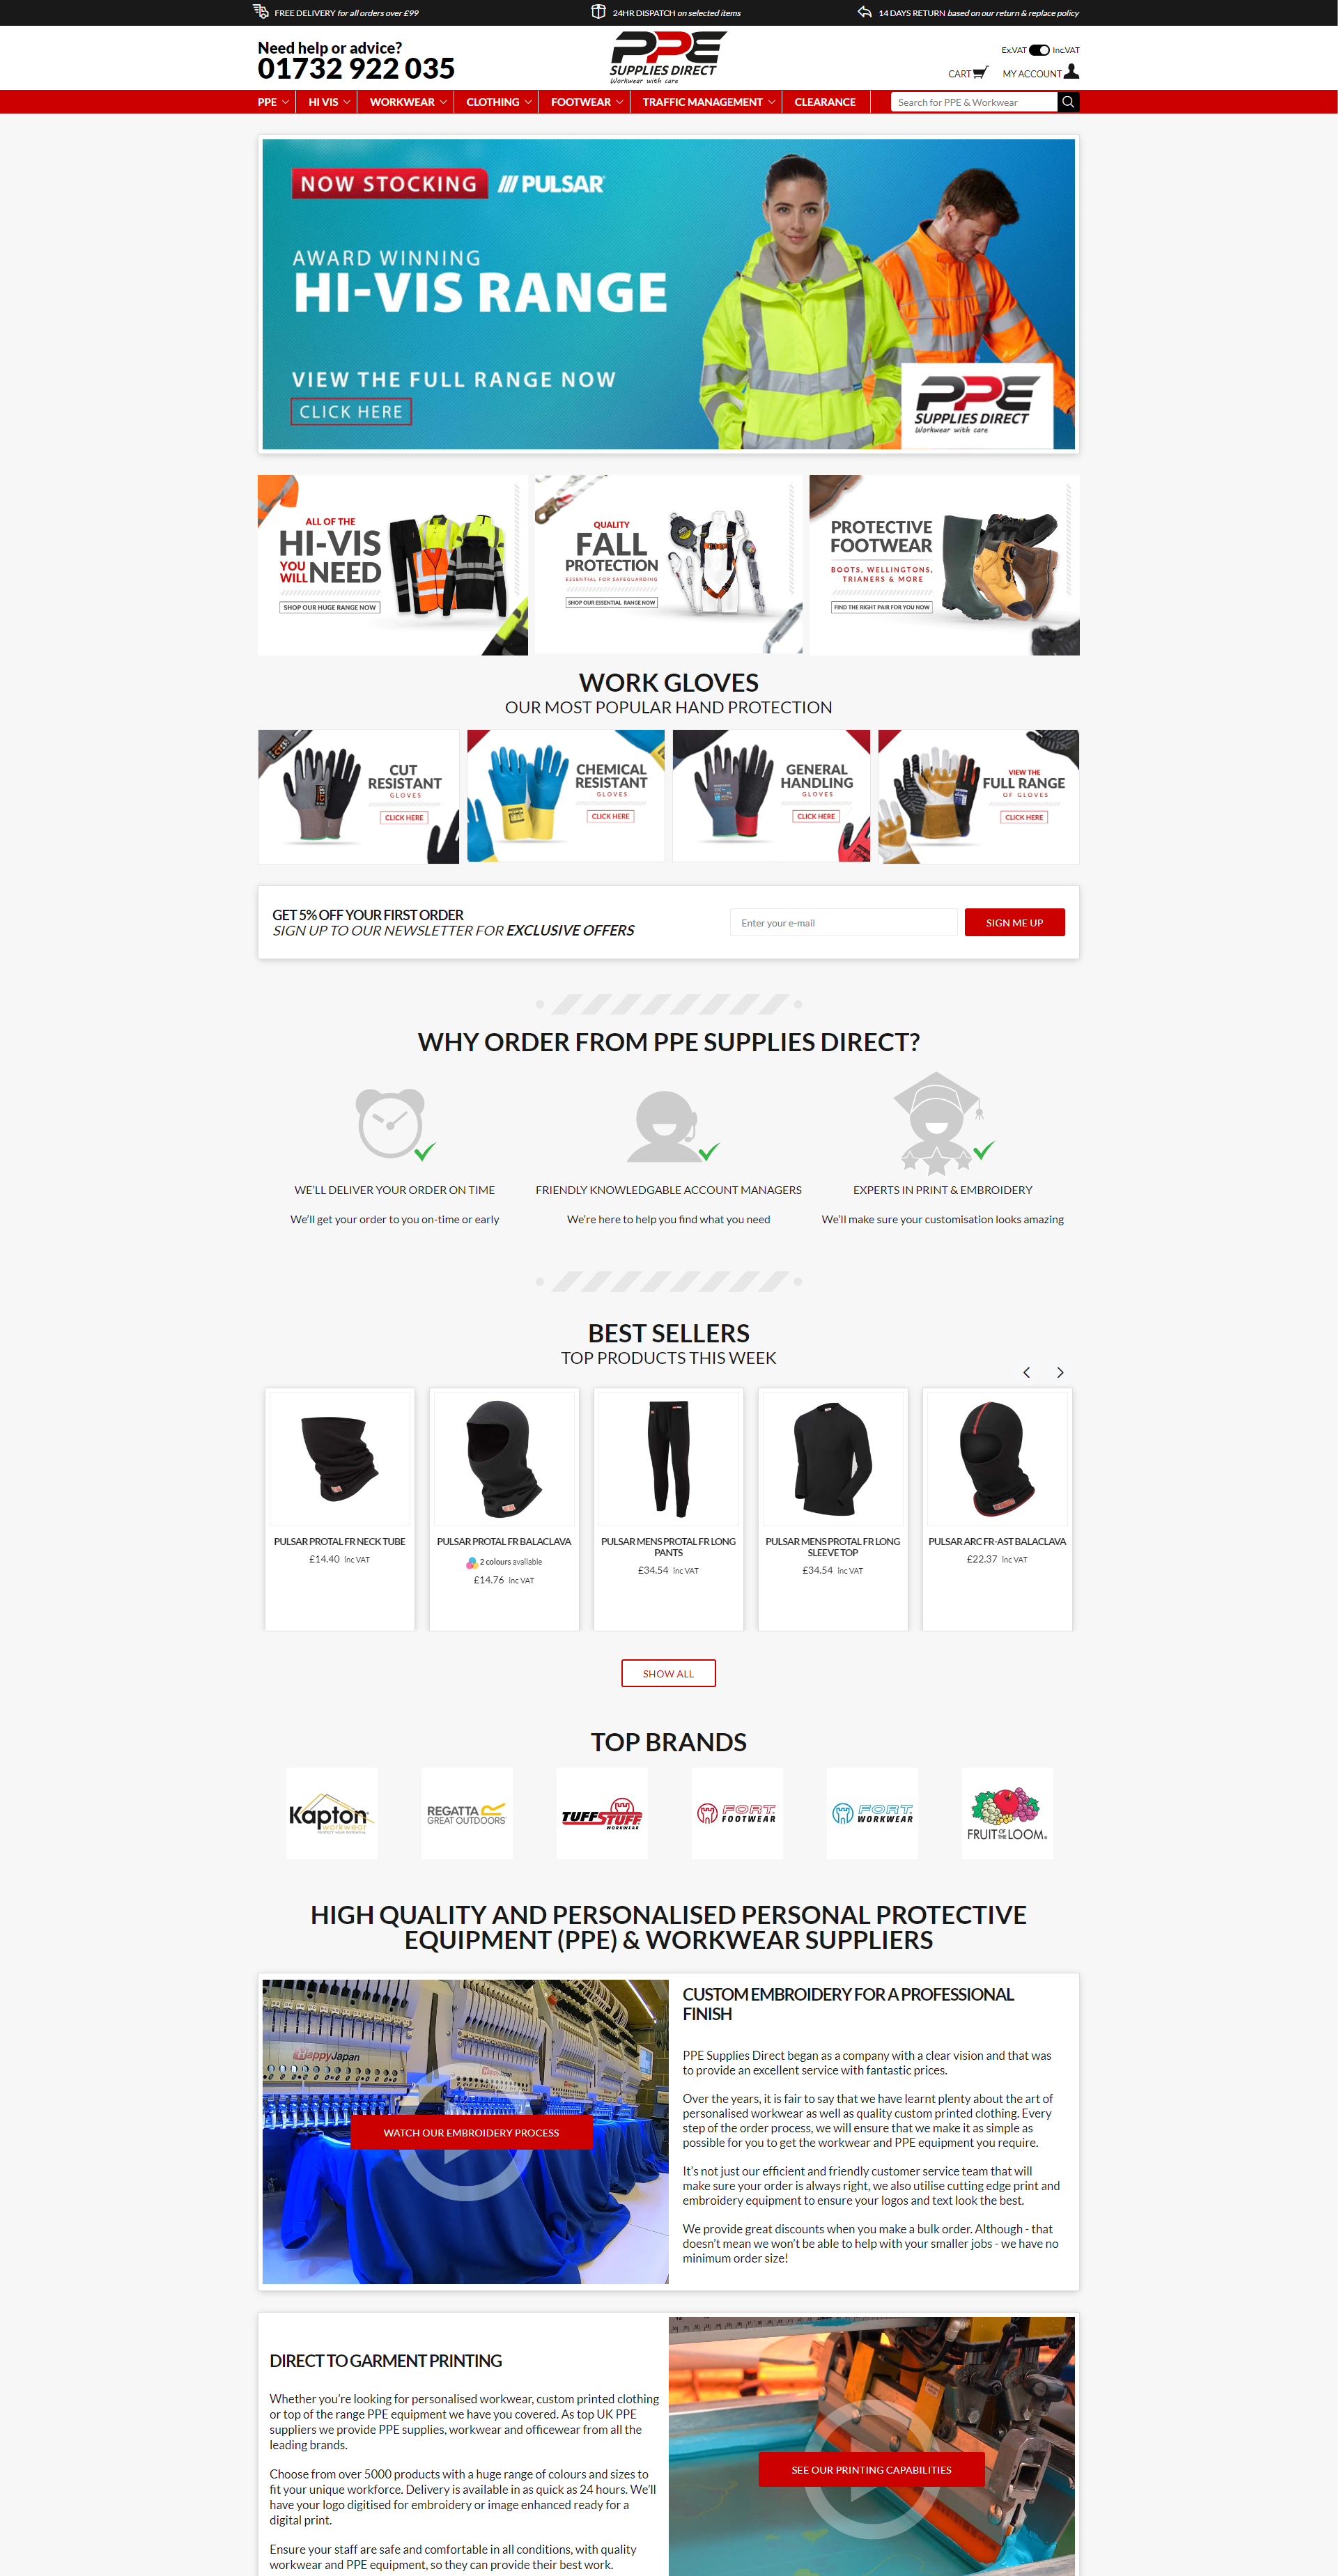 FREE DELIVERY for all orders over £99
24HR DISPATCH on selected items
14 DAYS RETURN based on our return & replace policy
Need help or advice?
01732 922 035
PPE
SUPPLIES DIRECT
Workwear with care
Ex.VAT Inc.VAT
CART MY ACCOUNT
PPE HI VIS WORKWEAR CLOTHING FOOTWEAR TRAFFIC MANAGEMENT CLEARANCE Search for PPE & Workwear
NOW STOCKING PULSAR
AWARD WINNING
HI-VIS RANGE
VIEW THE FULL RANGE NOW
CLICK HERE
PPE
SUPPLIES DIRECT
Workwear with care
ALL OF THE
HI-VIS
YOU WILL NEED
SHOP OUR HUGE RANGE NOW
QUALITY
FALL
PROTECTION
ESSENTIAL FOR SAFEGUARDING
SHOP OUR ESSENTIAL RANGE NOW
PROTECTIVE
FOOTWEAR
BOOTS, WELLINGTONS,
TRIANERS & MORE
FIND THE RIGHT PAIR FOR YOU NOW
WORK GLOVES
OUR MOST POPULAR HAND PROTECTION
CUT
RESISTANT
GLOVES
CLICK HERE
CHEMICAL
RESISTANT
GLOVES
CLICK HERE
GENERAL
HANDLING
GLOVES
CLICK HERE
VIEW THE
FULL RANGE
OF GLOVES
CLICK HERE
GET 5% OFF YOUR FIRST ORDER
SIGN UP TO OUR NEWSLETTER FOR EXCLUSIVE OFFERS
Enter your e-mail
SIGN ME UP
WHY ORDER FROM PPE SUPPLIES DIRECT?
WE'LL DELIVER YOUR ORDER ON TIME
We'll get your order to you on-time or early
FRIENDLY KNOWLEDGABLE ACCOUNT MANAGERS
We're here to help you find what you need
EXPERTS IN PRINT & EMBROIDERY
We'll make sure your customisation looks amazing
BEST SELLERS
TOP PRODUCTS THIS WEEK
PULSAR PROTAL FR NECK TUBE
£14.40 inc VAT
PULSAR PROTAL FR BALACLAVA
2 colours available
£14.76 inc VAT
PULSAR MENS PROTAL FR LONG
PANTS
£34.54 inc VAT
PULSAR MENS PROTAL FR LONG
SLEEVE TOP
£34.54 inc VAT
PULSAR ARC FR-AST BALACLAVA
£22.37 inc VAT
SHOW ALL
TOP BRANDS
Kapton
workwear
REGATTA
GREAT OUTDOORS
TUFFSTUFF
WORKWEAR
FORT
FOOTWEAR
FORT
WORKWEAR
FRUIT OF THE LOOM
HIGH QUALITY AND PERSONALISED PERSONAL PROTECTIVE
EQUIPMENT (PPE) & WORKWEAR SUPPLIERS
HappyJapan
WATCH OUR EMBROIDERY PROCESS
CUSTOM EMBROIDERY FOR A PROFESSIONAL
FINISH
PPE Supplies Direct began as a company with a clear vision and that was
to provide an excellent service with fantastic prices.
Over the years, it is fair to say that we have learnt plenty about the art of
personalised workwear as well as quality custom printed clothing. Every
step of the order process, we will ensure that we make it as simple as
possible for you to get the workwear and PPE equipment you require.
It's not just our efficient and friendly customer service team that will
make sure your order is always right, we also utilise cutting edge print and
embroidery equipment to ensure your logos and text look the best.
We provide great discounts when you make a bulk order. Although - that
doesn't mean we won't be able to help with your smaller jobs - we have no
minimum order size!
DIRECT TO GARMENT PRINTING
Whether you're looking for personalised workwear, custom printed clothing
or top of the range PPE equipment we have you covered. As top UK PPE
suppliers we provide PPE supplies, workwear and officewear from all the
leading brands.
Choose from over 5000 products with a huge range of colours and sizes to
fit your unique workforce. Delivery is available in as quick as 24 hours. We'll
have your logo digitised for embroidery or image enhanced ready for a
digital print.
Ensure your staff are safe and comfortable in all conditions, with quality
workwear and PPE equipment, so they can provide their best work.
SEE OUR PRINTING CAPABILITIES